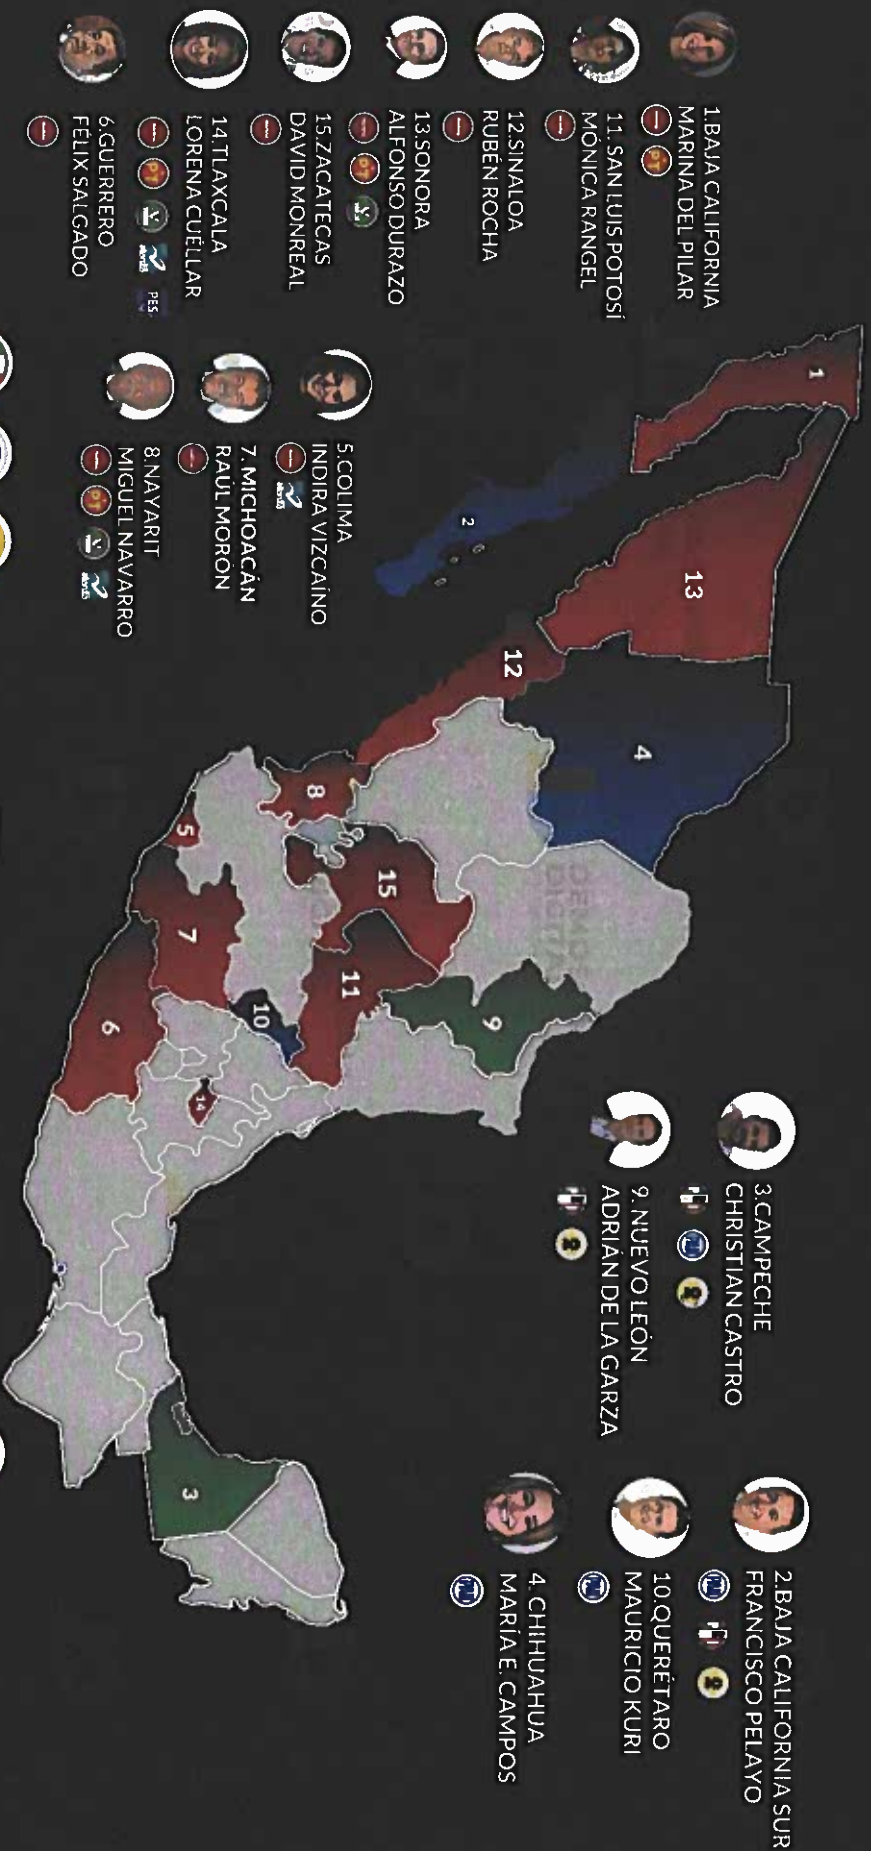 1.BAJA CALIFORNIA
MARINA DEL PILAR
PT
11. SAN LUIS POTOSÍ
MÓNICA RANGEL
12.SINALOA
RUBÉN ROCHA
13.SONORA
ALFONSO DURAZO
PT
15.ZACATECAS
DAVID MONREAL
14.TLAXCALA
LORENA CUÉLLAR
PT
PES
6.GUERRERO
FÉLIX SALGADO
5.COLIMA
INDIRA VIZCAÍNO
7.MICHOACÁN
RAÚL MORÓN
8.NAYARIT
MIGUEL NAVARRO
PT
3.CAMPECHE
CHRISTIAN CASTRO
9. NUEVO LEÓN
ADRIÁN DE LA GARZA
2.BAJA CALIFORNIA SUR
FRANCISCO PELAYO
10.QUERÉTARO
MAURICIO KURI
4. CHIHUAHUA
MARÍA E. CAMPOS
1
13
2
12
4
8
5
15
7
11
9
10
6
14
3